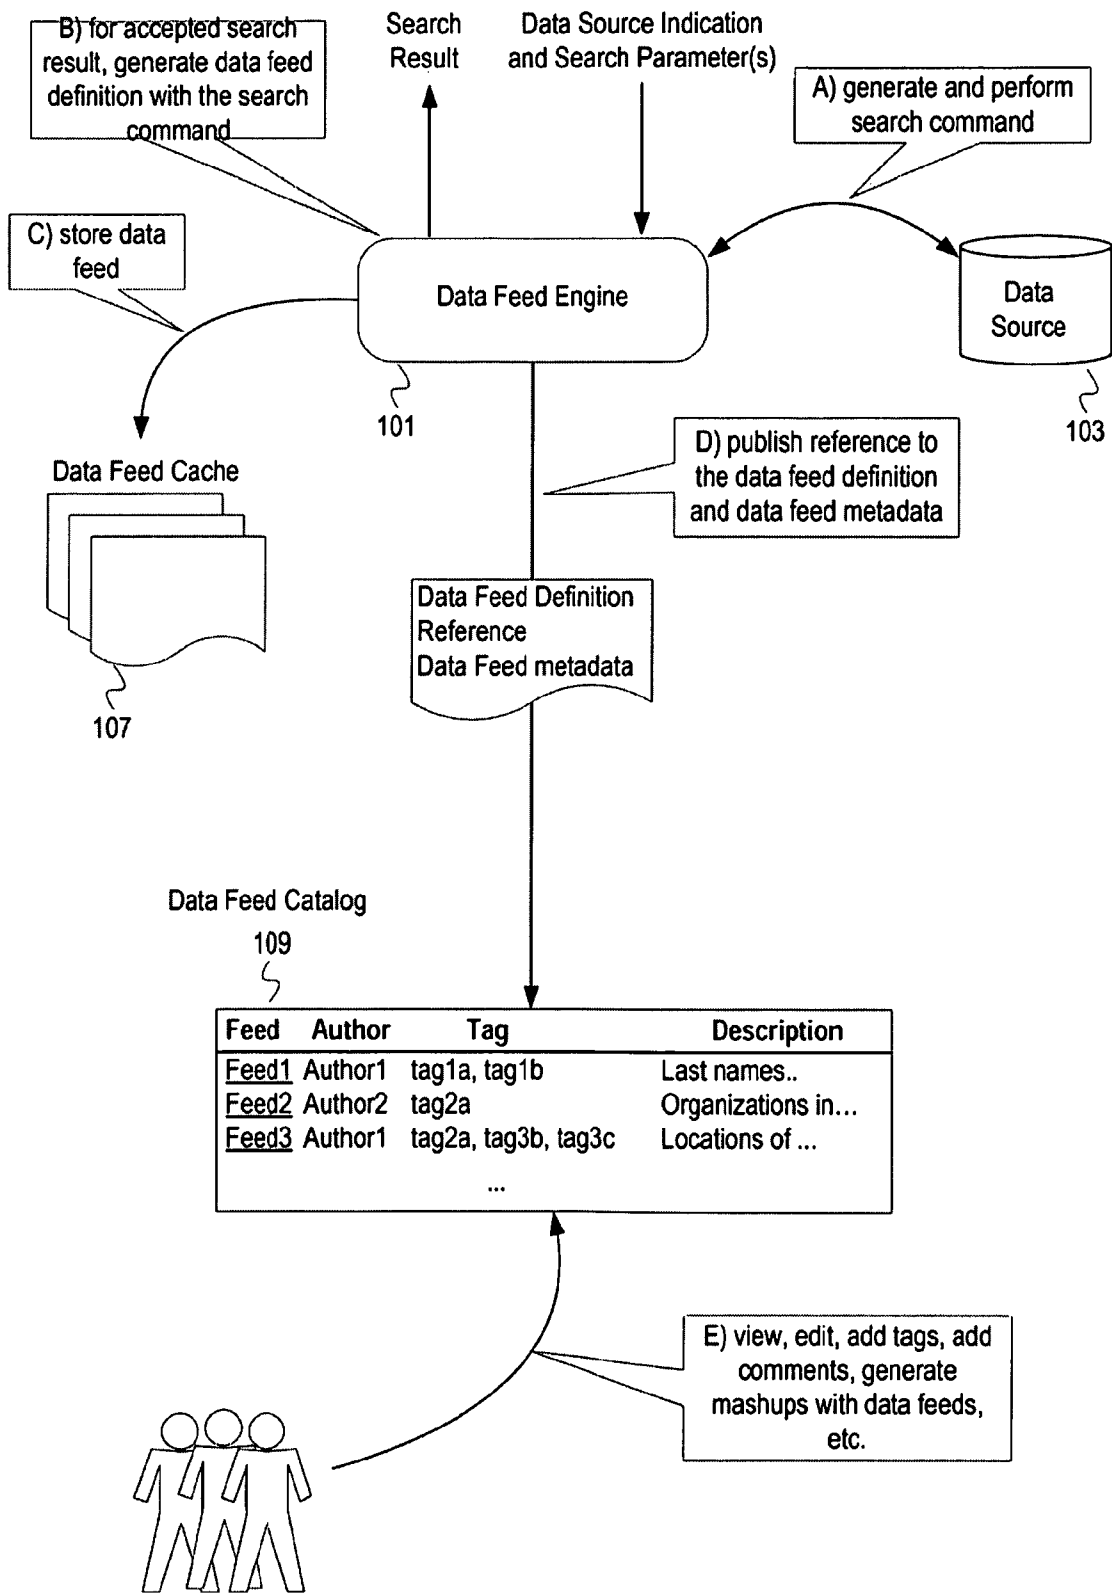 B) for accepted search
result, generate data feed
definition with the search
command
Search
Result
Data Source Indication
and Search Parameter(s)
A) generate and perform
search command
C) store data
feed
Data Feed Engine
Data
Source
101
103
D) publish reference to
the data feed definition
and data feed metadata
Data Feed Cache
107
Data Feed Definition
Reference
Data Feed metadata
Data Feed Catalog
109
Feed Author Tag Description
Feed1 Author1 tag1a, tag1b Last names..
Feed2 Author2 tag2a Organizations in...
Feed3 Author1 tag2a, tag3b, tag3c Locations of ...
...
E) view, edit, add tags, add
comments, generate
mashups with data feeds,
etc.